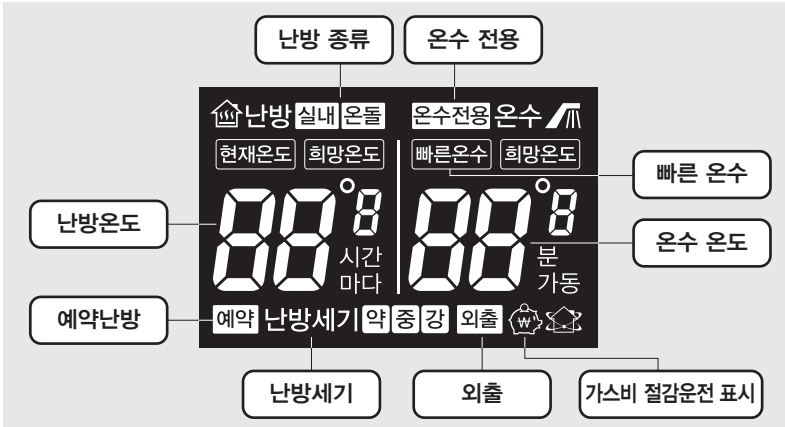 난방 종류
온수 전용
난방 실내 온돌
온수전용 온수
현재온도 희망온도
빠른온수 희망온도
빠른 온수
난방온도
88°8
88°8
온수 온도
시간
마다
분
가동
예약난방
예약 난방세기 약 중 강 외출 ₩
난방세기
외출
가스비 절감운전 표시